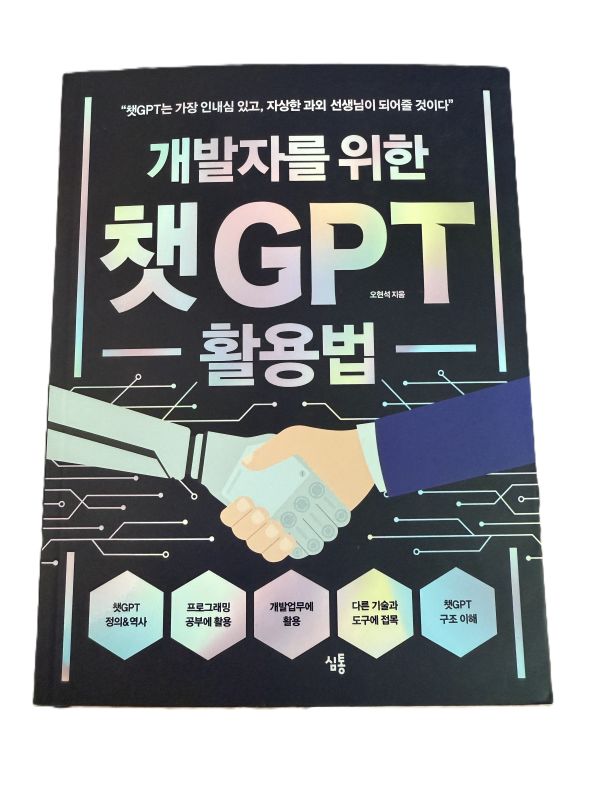 “챗GPT는 가장 인내심 있고, 자상한 과외 선생님이 되어줄 것이다”
개발자를 위한
챗GPT
오현석 지음
활용법
챗GPT
정의&역사
프로그래밍
공부에 활용
개발업무에
활용
다른 기술과
도구에 접목
챗GPT
구조 이해
심통